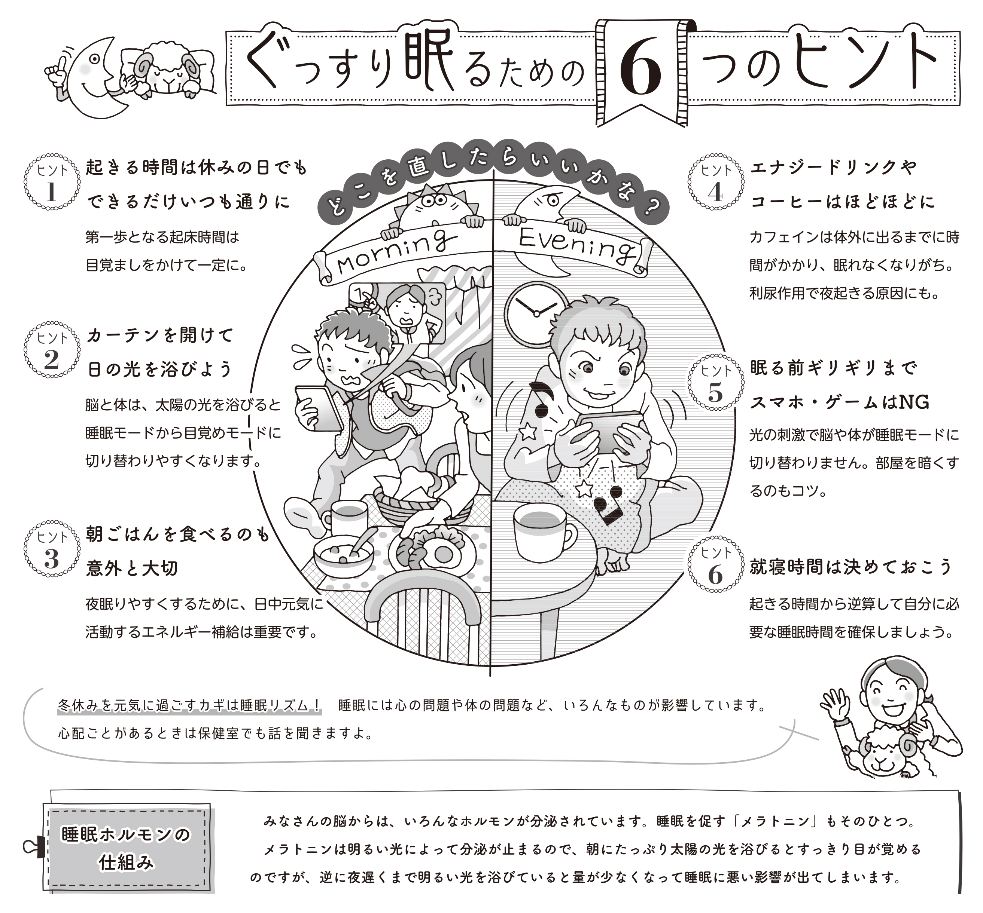 ぐっすり眠るための6つのヒント
どこを直したらいいかな?
Morning
Evening
ヒント1
起きる時間は休みの日でも
できるだけいつも通りに
第一歩となる起床時間は
目覚ましをかけて一定に。
ヒント2
カーテンを開けて
日の光を浴びよう
脳と体は、太陽の光を浴びると
睡眠モードから目覚めモードに
切り替わりやすくなります。
ヒント3
朝ごはんを食べるのも
意外と大切
夜眠りやすくするために、日中元気に
活動するエネルギー補給は重要です。
ヒント4
エナジードリンクや
コーヒーはほどほどに
カフェインは体外に出るまでに時
間がかかり、眠れなくなりがち。
利尿作用で夜起きる原因にも。
ヒント5
眠る前ギリギリまで
スマホ・ゲームはNG
光の刺激で脳や体が睡眠モードに
切り替わりません。部屋を暗くす
るのもコツ。
ヒント6
就寝時間は決めておこう
起きる時間から逆算して自分に必
要な睡眠時間を確保しましょう。
冬休みを元気に過ごすカギは睡眠リズム! 睡眠には心の問題や体の問題など、いろんなものが影響しています。
心配ごとがあるときは保健室でも話を聞きますよ。
睡眠ホルモンの
仕組み
みなさんの脳からは、いろんなホルモンが分泌されています。睡眠を促す「メラトニン」もそのひとつ。
メラトニンは明るい光によって分泌が止まるので、朝にたっぷり太陽の光を浴びるとすっきり目が覚める
のですが、逆に夜遅くまで明るい光を浴びていると量が少なくなって睡眠に悪い影響が出てしまいます。